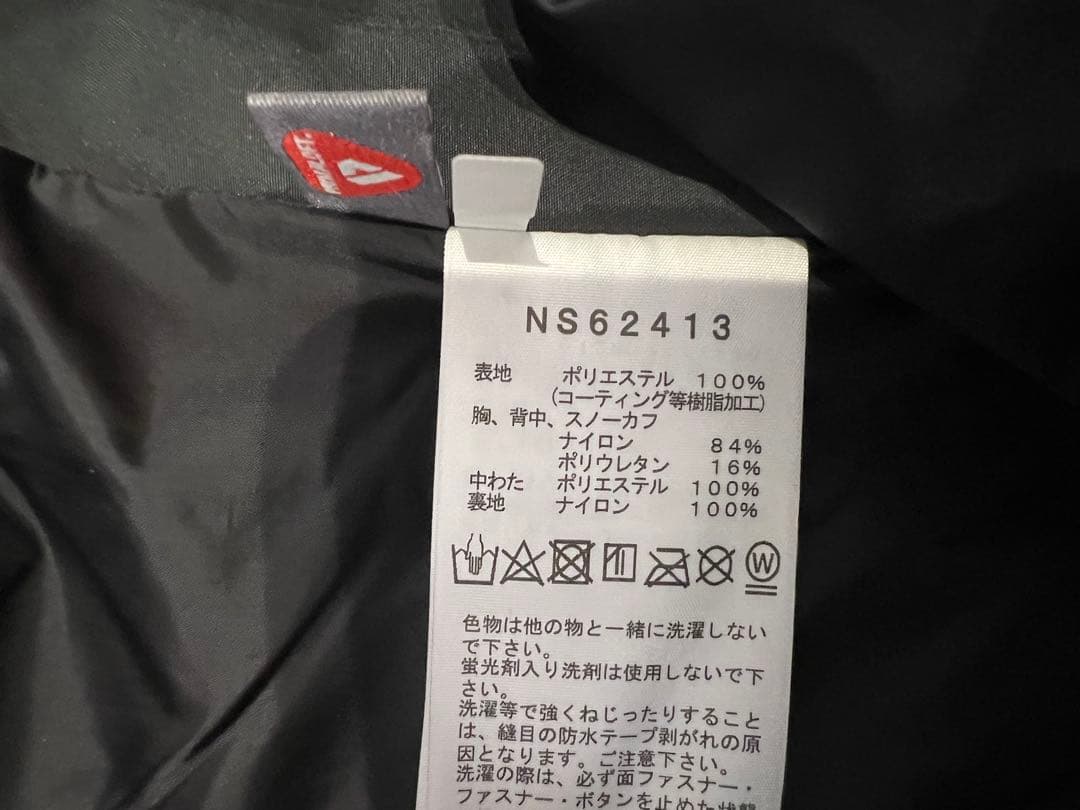 NS62413
表地 ポリエステル 100%
(コーティング等樹脂加工)
胸、背中、スノーカフ
ナイロン 84%
ポリウレタン 16%
中わた ポリエステル 100%
裏地 ナイロン 100%
W
色物は他の物と一緒に洗濯しない
で下さい。
蛍光剤入り洗剤は使用しないで下
さい。
洗濯等で強くねじったりすること
は、縫目の防水テープ剥がれの原
因となります。ご注意下さい。
洗濯の際は、必ず面ファスナー・
ファスナー・ボタンを止めた状態